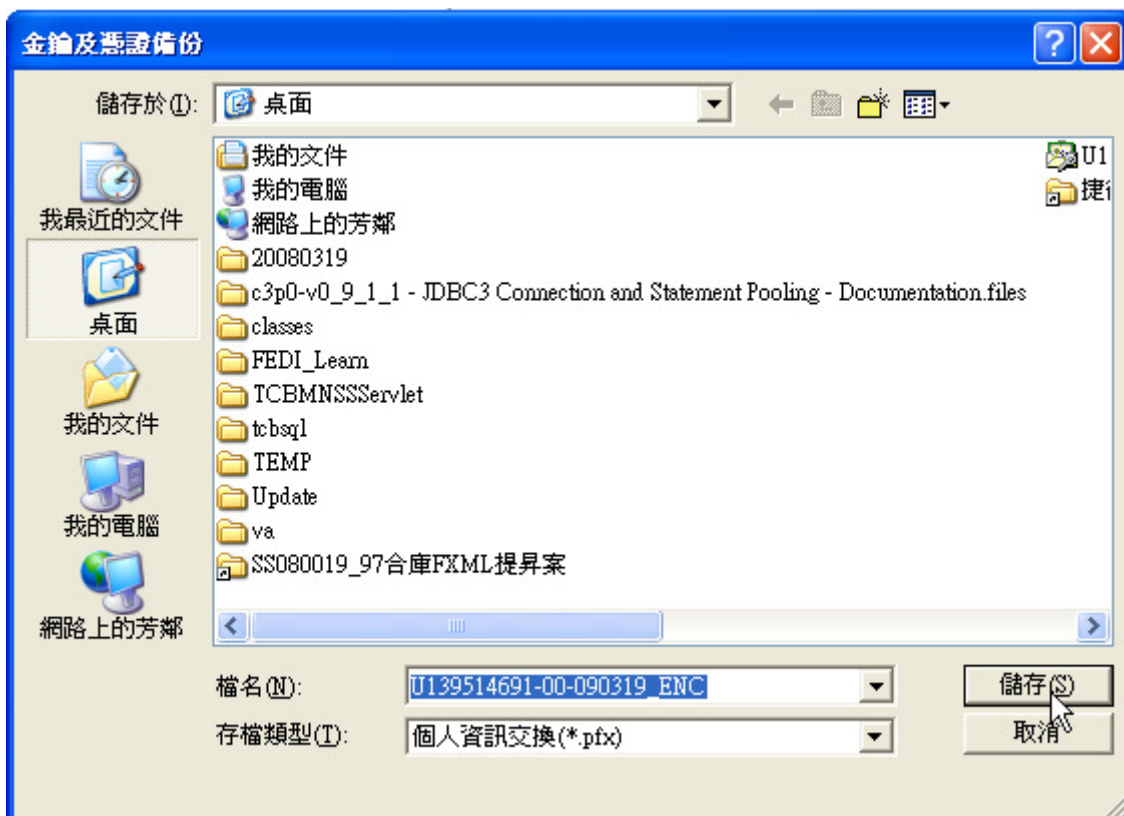 金鑰及憑證備份
儲存於(I):
桌面
我最近的文件
桌面
我的文件
我的電腦
網路上的芳鄰
我的文件
我的電腦
網路上的芳鄰
20080319
c3p0-v0_9_1_1 - JDBC3 Connection and Statement Pooling - Documentation.files
classes
FEDI_Learn
TCBMNSSServlet
tcbsql
TEMP
Update
va
SS080019_97合庫FXML提昇案
U1
捷
檔名(N):
U139514691-00-090319_ENC
儲存(S)
存檔類型(T):
個人資訊交換(*.pfx)
取消